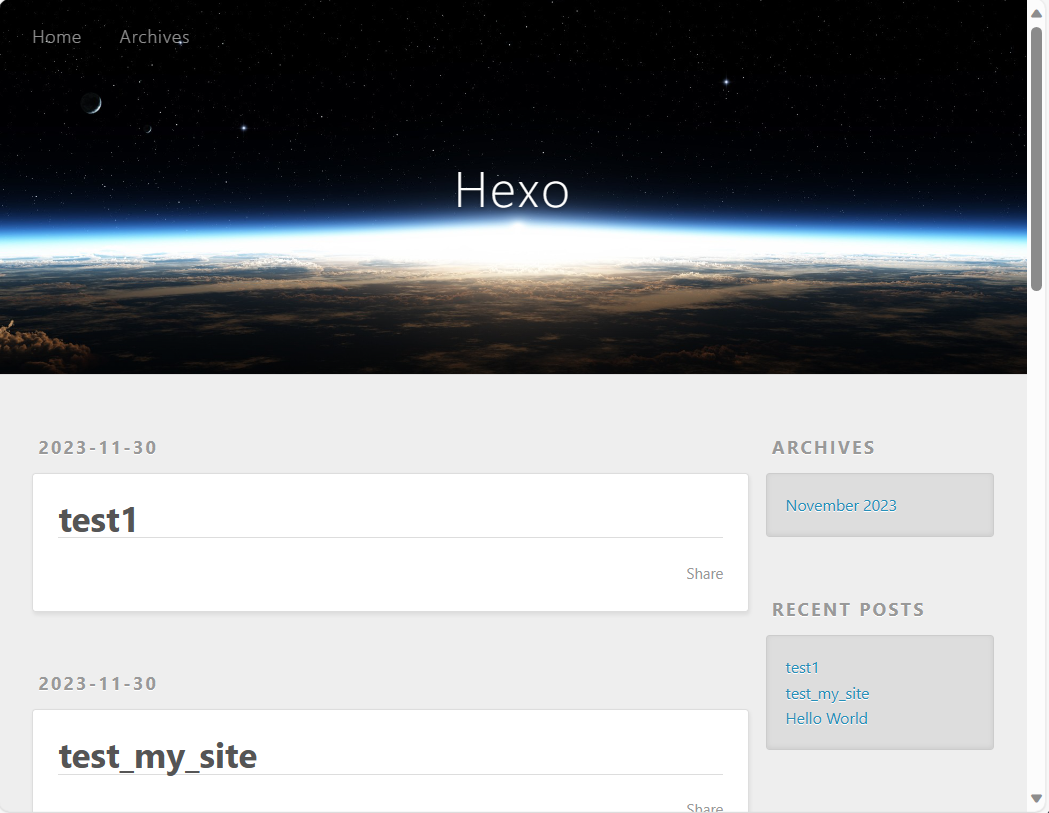 Home Archives
Hexo
2023-11-30
test1
Share
2023-11-30
test_my_site
Share
ARCHIVES
November 2023
RECENT POSTS
test1
test_my_site
Hello World